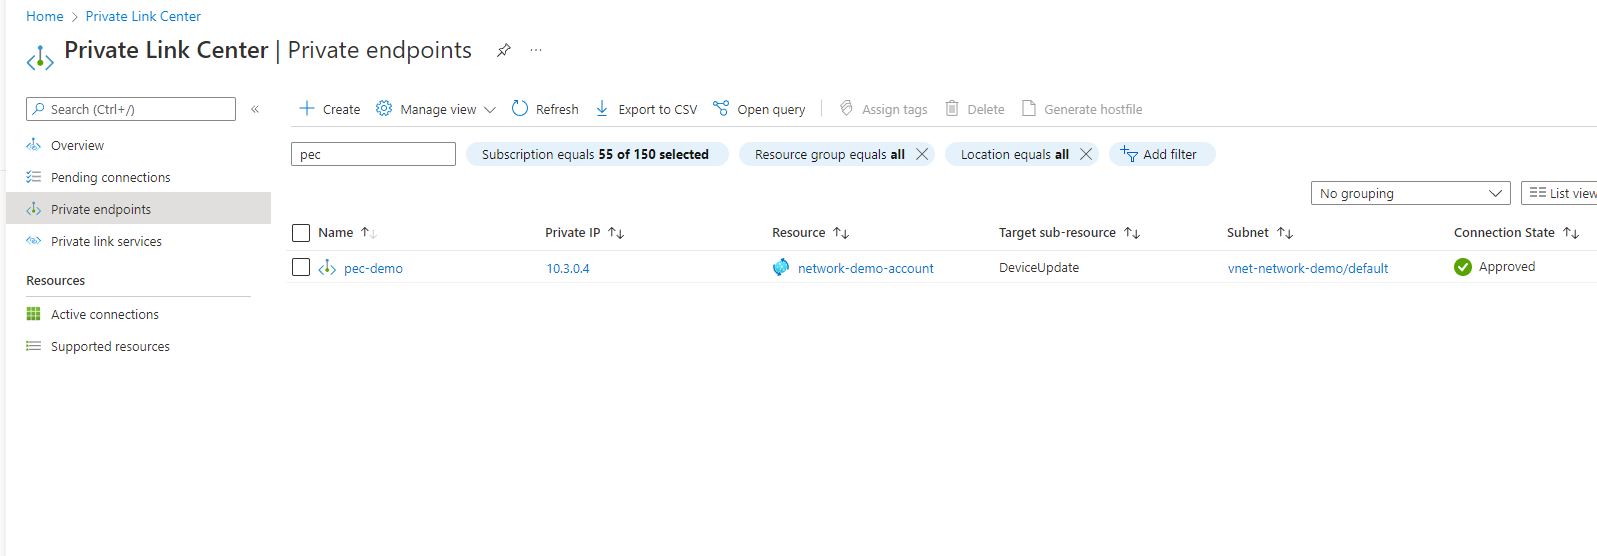 Home > Private Link Center
Private Link Center | Private endpoints ...
Search (Ctrl+/) «
Overview
Pending connections
Private endpoints
Private link services
Resources
Active connections
Supported resources
Create Manage view Refresh Export to CSV Open query Assign tags Delete Generate hostfile
pec Subscription equals 55 of 150 selected Resource group equals all Location equals all Add filter
No grouping List view
Name Private IP Resource Target sub-resource Subnet Connection State
pec-demo 10.3.0.4 network-demo-account DeviceUpdate vnet-network-demo/default Approved